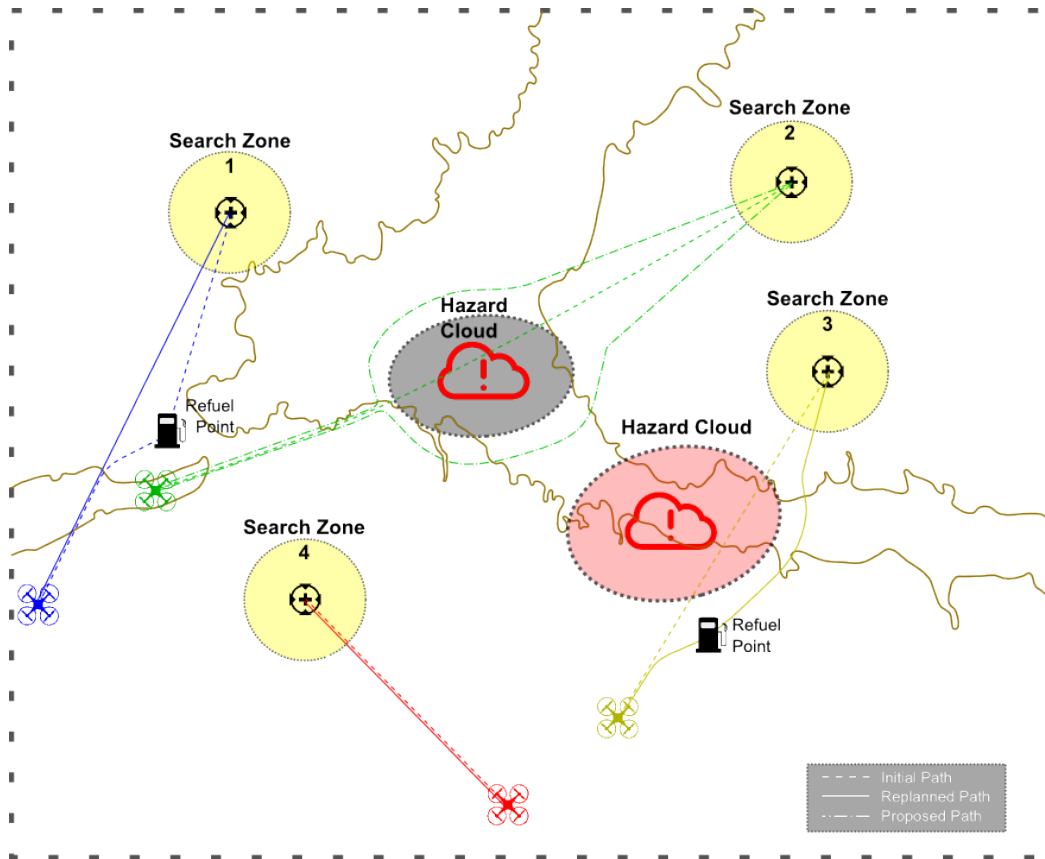 Search Zone
1
Search Zone
2
Hazard
Cloud
Search Zone
3
Refuel
Point
Hazard Cloud
Search Zone
4
Refuel
Point
Initial Path
Replanned Path
Proposed Path